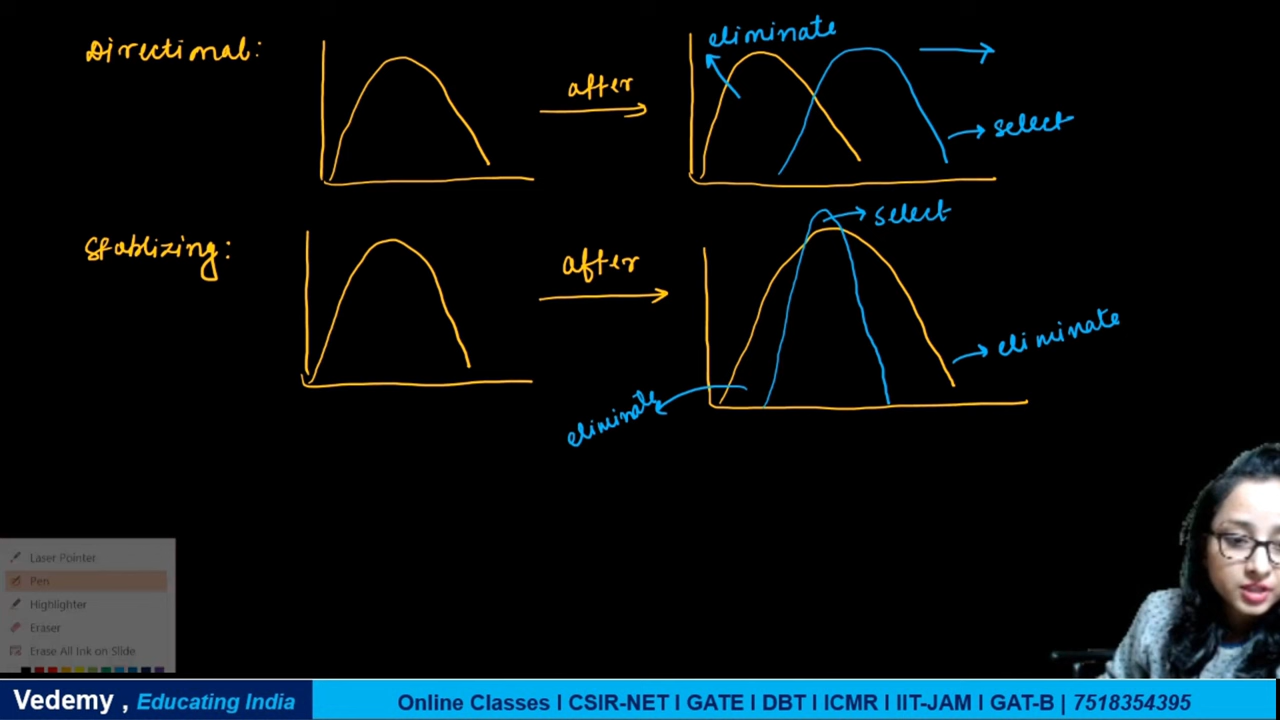 Directional:
after
eliminate
select
Stablizing:
after
select
eliminate
eliminate
Laser Pointer
Pen
Highlighter
Eraser
Erase All Ink on Slide
Vedemy , Educating India
Online Classes I CSIR-NET I GATE I DBT I ICMR I IIT-JAM I GAT-B | 7518354395